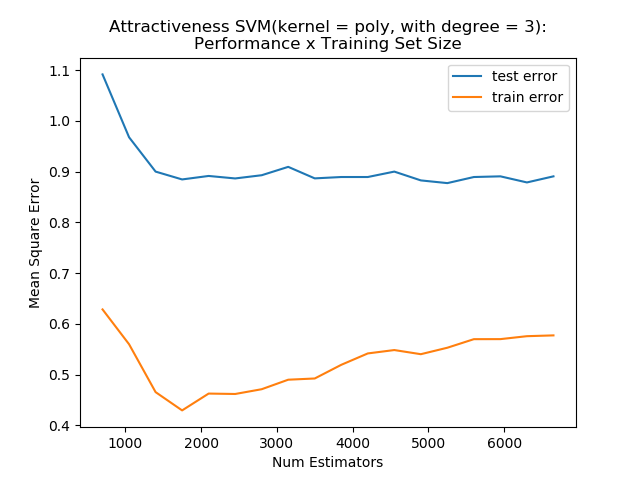 Attractiveness SVM(kernel = poly, with degree = 3):
Performance x Training Set Size
test error
train error
Mean Square Error
1.1
1.0
0.9
0.8
0.7
0.6
0.5
0.4
1000 2000 3000 4000 5000 6000
Num Estimators